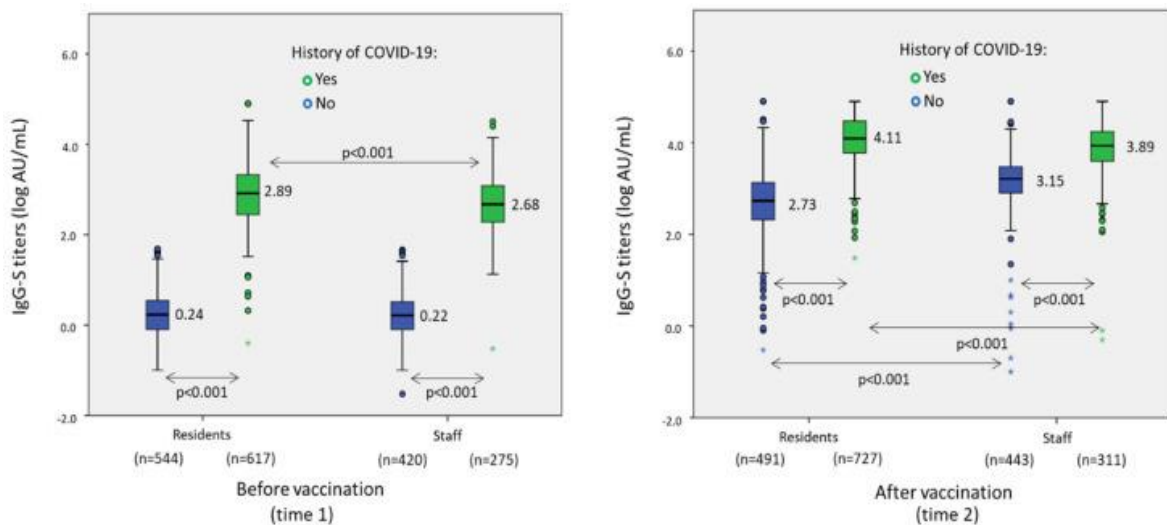 IgG-S titers (log AU/mL)
6.0
4.0
2.0
0.0
-2.0
History of COVID-19:
Yes
No
p<0.001
2.89
2.68
0.24
0.22
p<0.001
p<0.001
Residents
Staff
(n=544)
(n=617)
(n=420)
(n=275)
Before vaccination
(time 1)
IgG-S titers (log AU/mL)
6.0
4.0
2.0
0.0
-2.0
History of COVID-19:
Yes
No
4.11
3.89
3.15
2.73
p<0.001
p<0.001
p<0.001
p<0.001
Residents
Staff
(n=491)
(n=727)
(n=443)
(n=311)
After vaccination
(time 2)